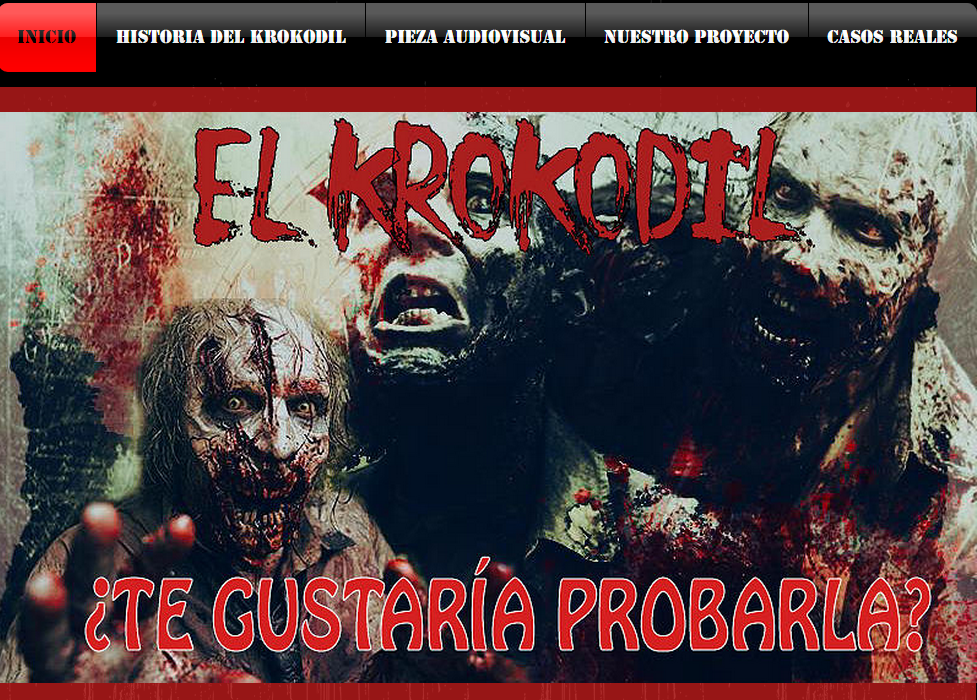 INICIO
HISTORIA DEL KROKODIL
PIEZA AUDIOVISUAL
NUESTRO PROYECTO
CASOS REALES
EL KROKODIL
¿TE GUSTARÍA PROBARLA?